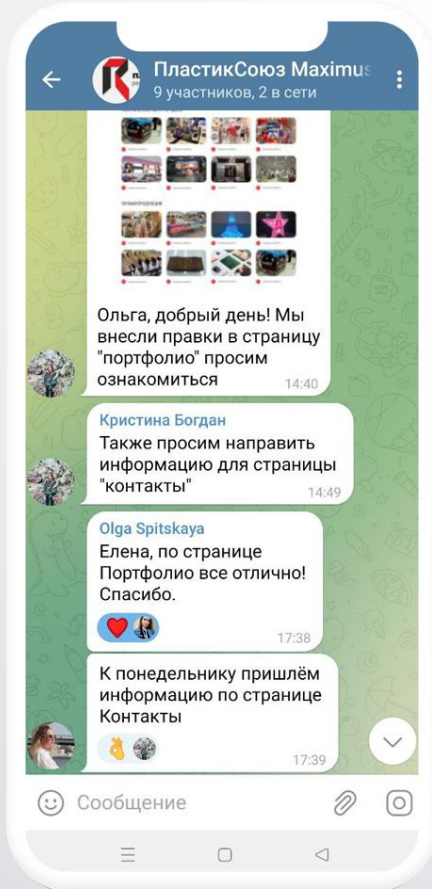 ПластикСоюз Maximus
9 участников, 2 в сети
Ольга, добрый день! Мы
внесли правки в страницу
"портфолио" просим
ознакомиться
14:40
Кристина Богдан
Также просим направить
информацию для страницы
"контакты"
14:49
Olga Spitskaya
Елена, по странице
Портфолио все отлично!
Спасибо.
17:38
К понедельнику пришлём
информацию по странице
Контакты
17:39
Сообщение